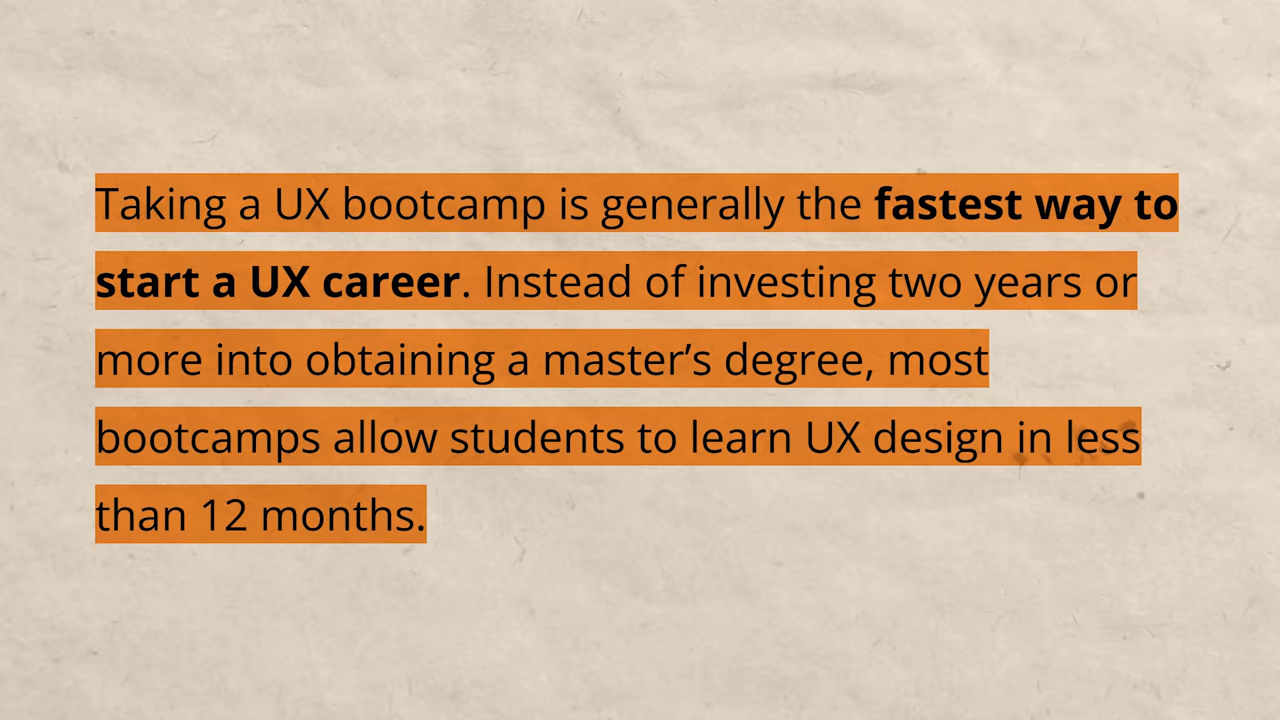 Taking a UX bootcamp is generally the fastest way to
start a UX career. Instead of investing two years or
more into obtaining a master’s degree, most
bootcamps allow students to learn UX design in less
than 12 months.